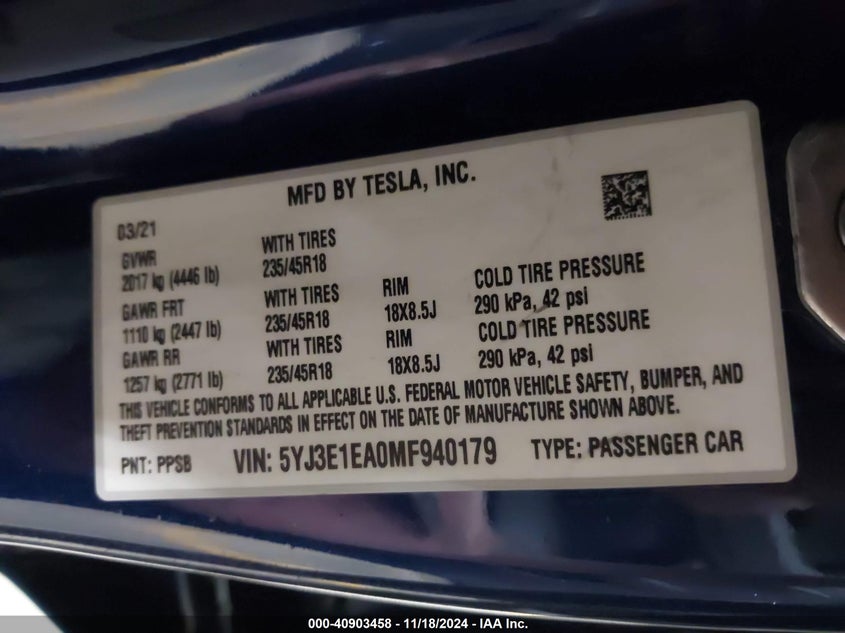 MFD BY TESLA, INC.
03/21
GVWR
2017 kg (4446 lb)
WITH TIRES
235/45R18
GAWR FRT
1110 kg (2447 lb)
WITH TIRES
235/45R18
RIM
18X8.5J
COLD TIRE PRESSURE
290 kPa, 42 psi
GAWR RR
1257 kg (2771 lb)
WITH TIRES
235/45R18
RIM
18X8.5J
COLD TIRE PRESSURE
290 kPa, 42 psi
THIS VEHICLE CONFORMS TO ALL APPLICABLE U.S. FEDERAL MOTOR VEHICLE SAFETY, BUMPER, AND
THEFT PREVENTION STANDARDS IN EFFECT ON THE DATE OF MANUFACTURE SHOWN ABOVE.
PNT: PPSB VIN: 5YJ3E1EA0MF940179 TYPE: PASSENGER CAR
000-40903458 - 11/18/2024 - IAA Inc.